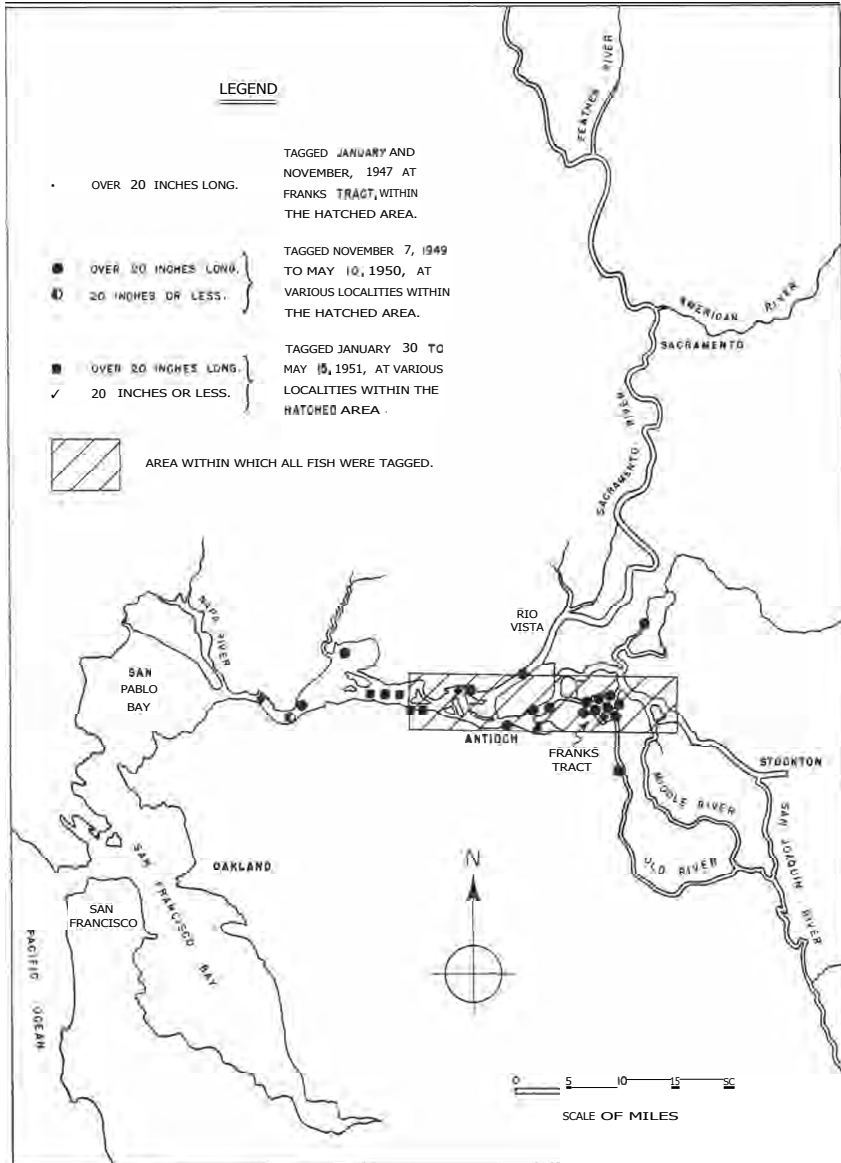 LEGEND
• OVER 20 INCHES LONG.
TAGGED JANUARY AND
NOVEMBER, 1947 AT
FRANKS TRACT, WITHIN
THE HATCHED AREA.
● OVER 20 INCHES LONG.
◐ 20 INCHES OR LESS.
TAGGED NOVEMBER 7, 1949
TO MAY 10, 1950, AT
VARIOUS LOCALITIES WITHIN
THE HATCHED AREA.
■ OVER 20 INCHES LONG.
✓ 20 INCHES OR LESS.
TAGGED JANUARY 30 TO
MAY 15, 1951, AT VARIOUS
LOCALITIES WITHIN THE
HATCHED AREA.
AREA WITHIN WHICH ALL FISH WERE TAGGED.
FEATHER RIVER
AMERICAN RIVER
SACRAMENTO
SACRAMENTO RIVER
NAPA RIVER
RIO
VISTA
SAN
PABLO
BAY
ANTIOCH
FRANKS
TRACT
STOCKTON
MIDDLE RIVER
OLD RIVER
SAN JOAQUIN RIVER
OAKLAND
SAN FRANCISCO BAY
SAN
FRANCISCO
PACIFIC OCEAN
N
0 5 10 15 SC
SCALE OF MILES